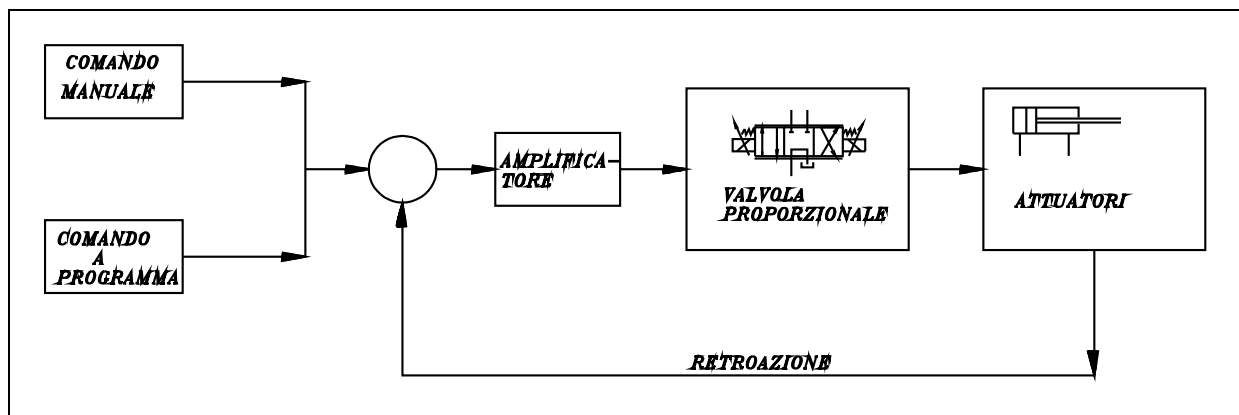 COMANDO
MANUALE
COMANDO
A
PROGRAMMA
AMPLIFICA-
TORE
VALVOLA
PROPORZIONALE
ATTUATORI
RETROAZIONE